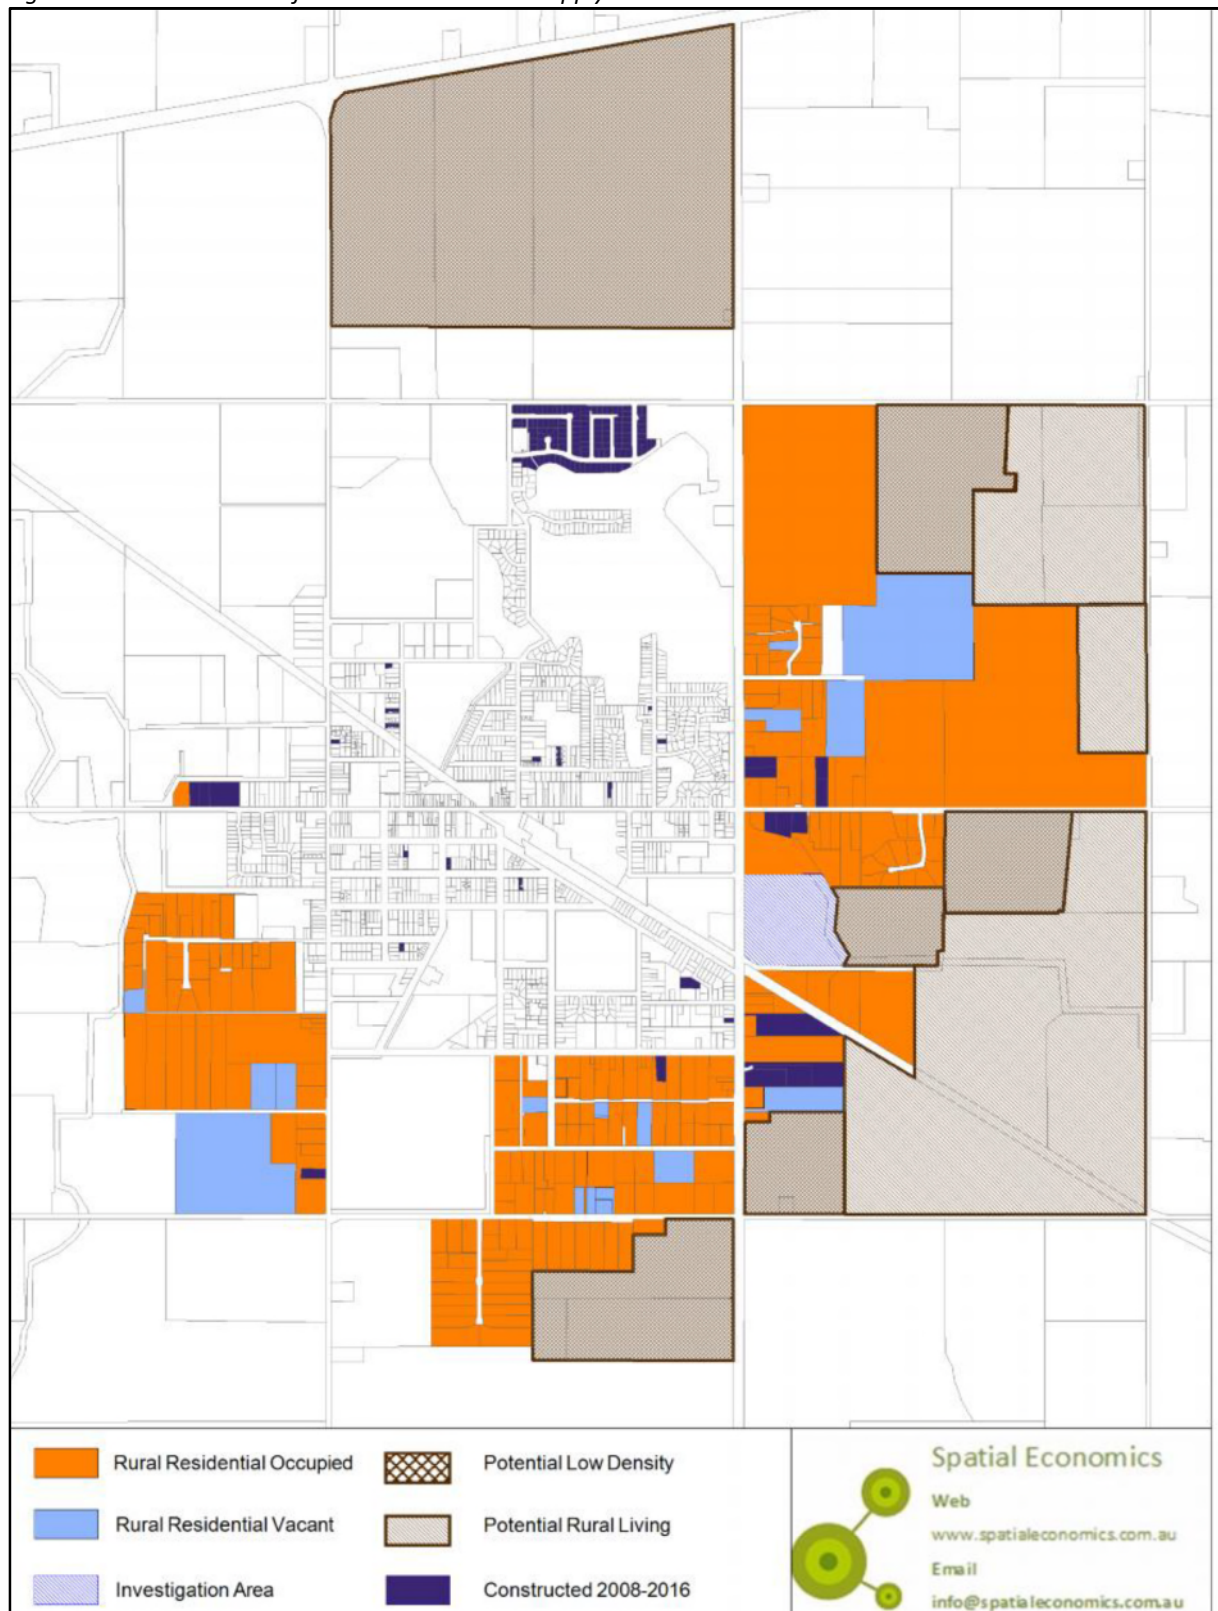 Rural Residential Occupied
Potential Low Density
Rural Residential Vacant
Potential Rural Living
Investigation Area
Constructed 2008-2016
Spatial Economics
Web
www.spatialeconomics.com.au
Email
info@spatialeconomics.com.au